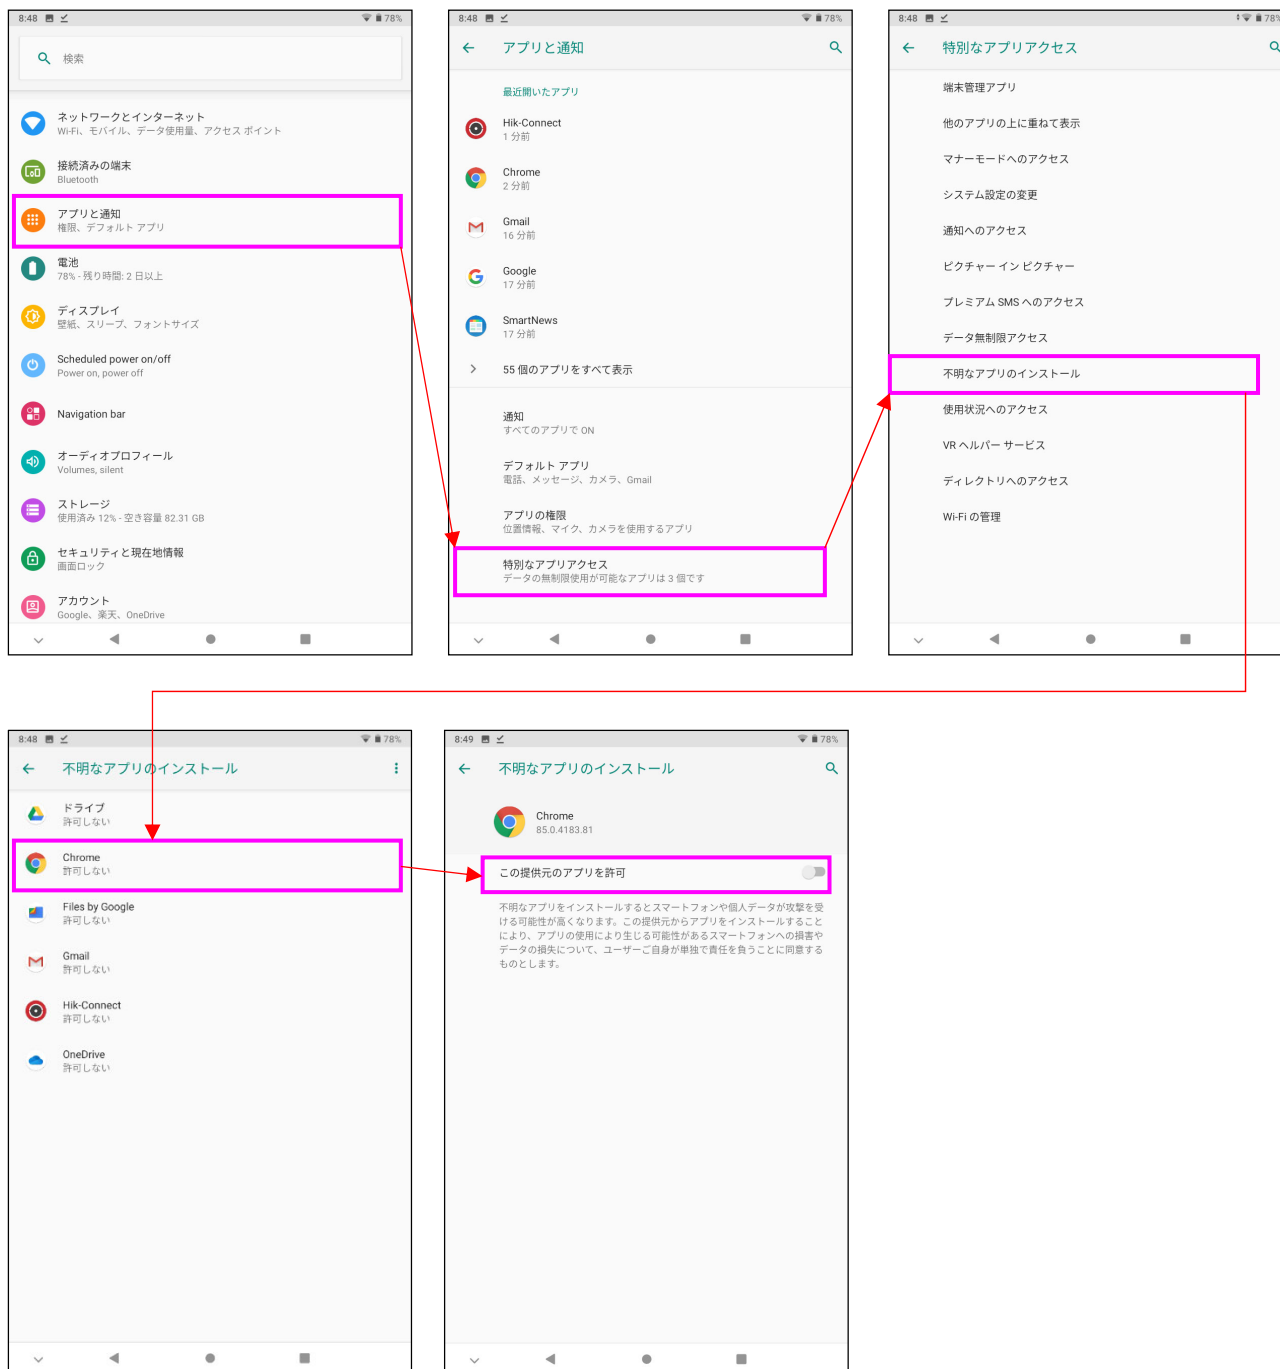 8:48
78%
検索
ネットワークとインターネット
Wi-Fi、モバイル、データ使用量、アクセス ポイント
接続済みの端末
Bluetooth
アプリと通知
権限、デフォルト アプリ
電池
78% - 残り時間: 2 日以上
ディスプレイ
壁紙、スリープ、フォントサイズ
Scheduled power on/off
Power on, power off
Navigation bar
オーディオプロフィール
Volumes, silent
ストレージ
使用済み 12% - 空き容量 82.31 GB
セキュリティと現在地情報
画面ロック
アカウント
Google、楽天、OneDrive
8:48
78%
アプリと通知
最近開いたアプリ
Hik-Connect
1 分前
Chrome
2 分前
Gmail
16 分前
Google
17 分前
SmartNews
17 分前
55 個のアプリをすべて表示
通知
すべてのアプリで ON
デフォルト アプリ
電話、メッセージ、カメラ、Gmail
アプリの権限
位置情報、マイク、カメラを使用するアプリ
特別なアプリアクセス
データの無制限使用が可能なアプリは 3 個です
8:48
78%
特別なアプリアクセス
端末管理アプリ
他のアプリの上に重ねて表示
マナーモードへのアクセス
システム設定の変更
通知へのアクセス
ピクチャー イン ピクチャー
プレミアム SMS へのアクセス
データ無制限アクセス
不明なアプリのインストール
使用状況へのアクセス
VR ヘルパー サービス
ディレクトリへのアクセス
Wi-Fi の管理
8:48
78%
不明なアプリのインストール
ドライブ
許可しない
Chrome
許可しない
Files by Google
許可しない
Gmail
許可しない
Hik-Connect
許可しない
OneDrive
許可しない
8:49
78%
不明なアプリのインストール
Chrome
85.0.4183.81
この提供元のアプリを許可
不明なアプリをインストールするとスマートフォンや個人データが攻撃を受
ける可能性が高くなります。この提供元からアプリをインストールすること
により、アプリの使用により生じる可能性があるスマートフォンへの損害や
データの損失について、ユーザーご自身が単独で責任を負うことに同意する
ものとします。